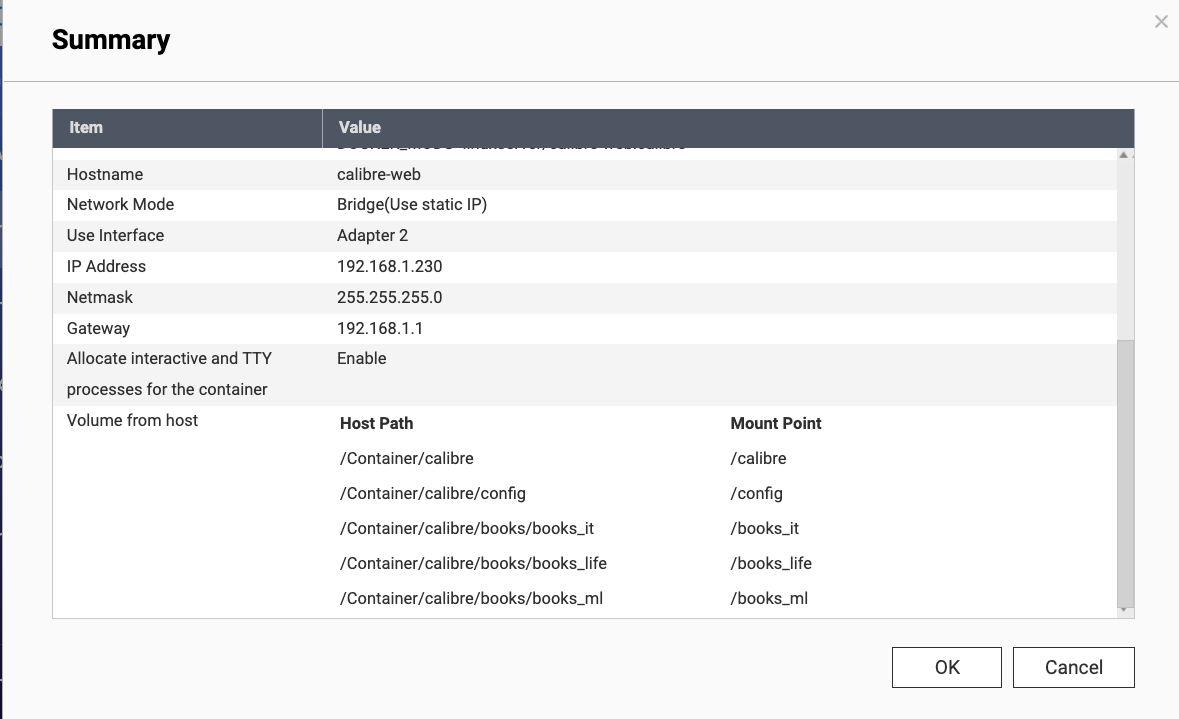 Summary
Item Value
Hostname calibre-web
Network Mode Bridge(Use static IP)
Use Interface Adapter 2
IP Address 192.168.1.230
Netmask 255.255.255.0
Gateway 192.168.1.1
Allocate interactive and TTY Enable
processes for the container
Volume from host Host Path Mount Point
/Container/calibre /calibre
/Container/calibre/config /config
/Container/calibre/books/books_it /books_it
/Container/calibre/books/books_life /books_life
/Container/calibre/books/books_ml /books_ml
OK Cancel